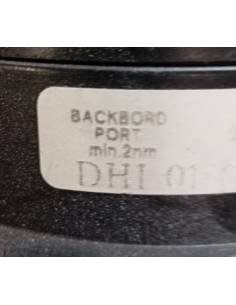 BACKBORD
PORT
min.2nm
DHI 01